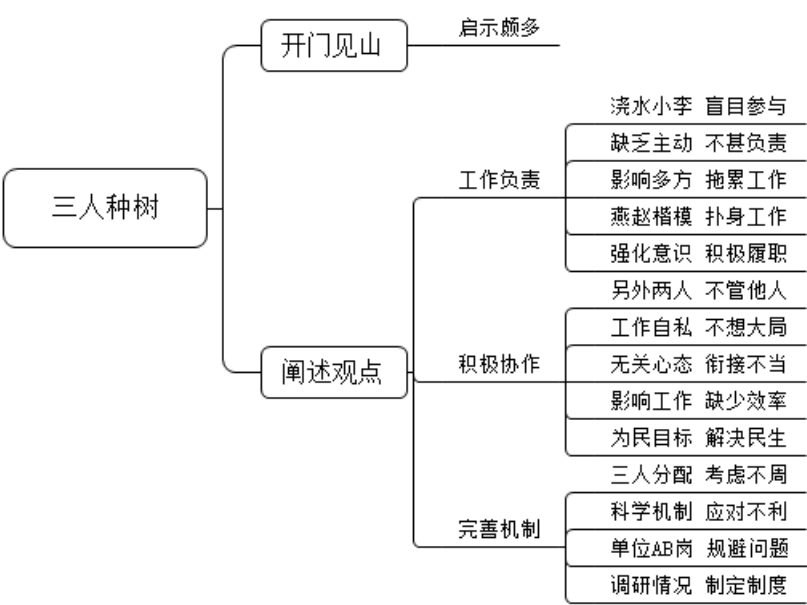 三人种树
开门见山
启示颇多
阐述观点
工作负责
浇水小李 盲目参与
缺乏主动 不甚负责
影响多方 拖累工作
燕赵楷模 扑身工作
强化意识 积极履职
积极协作
另外两人 不管他人
工作自私 不想大局
无关心态 衔接不当
影响工作 缺少效率
为民目标 解决民生
完善机制
三人分配 考虑不周
科学机制 应对不利
单位AB岗 规避问题
调研情况 制定制度